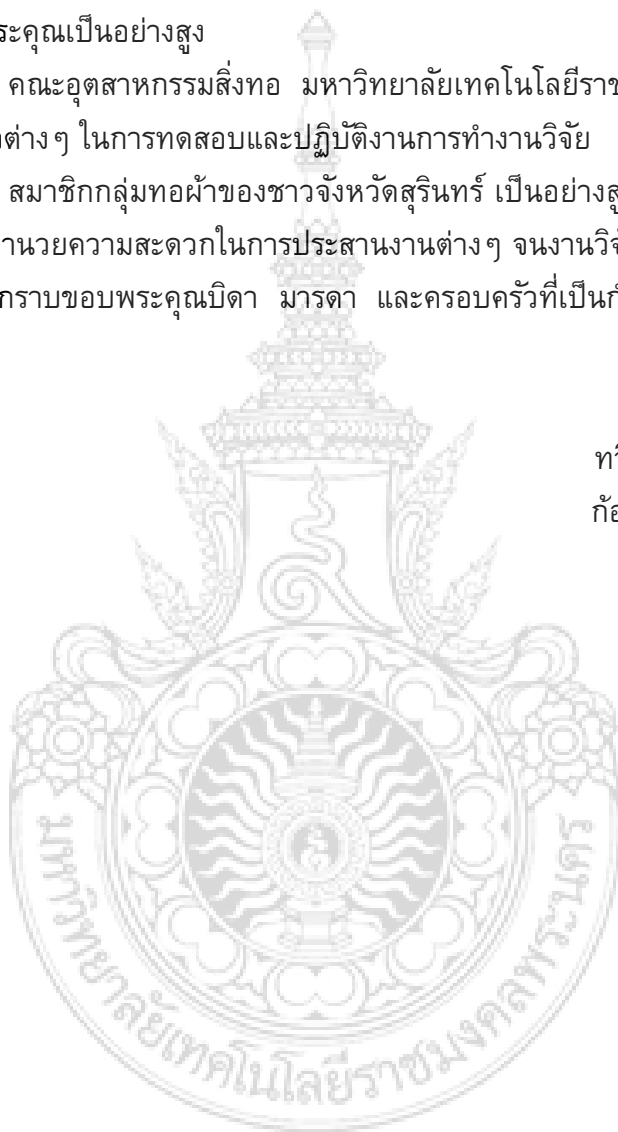 ระคุณเป็นอย่างสูง
คณะอุตสาหกรรมสิ่งทอ มหาวิทยาลัยเทคโนโลยีราช
งต่างๆ ในการทดสอบและปฏิบัติงานการทำงานวิจัย
สมาชิกกลุ่มทอผ้าของชาวจังหวัดสุรินทร์ เป็นอย่างสู
ำนวยความสะดวกในการประสานงานต่างๆ จนงานวิจั
กราบขอบพระคุณบิดา มารดา และครอบครัวที่เป็นกำ
ทวี
ก้อ
มหาวิทยาลัยเทคโนโลยีราชมงคลพระนคร